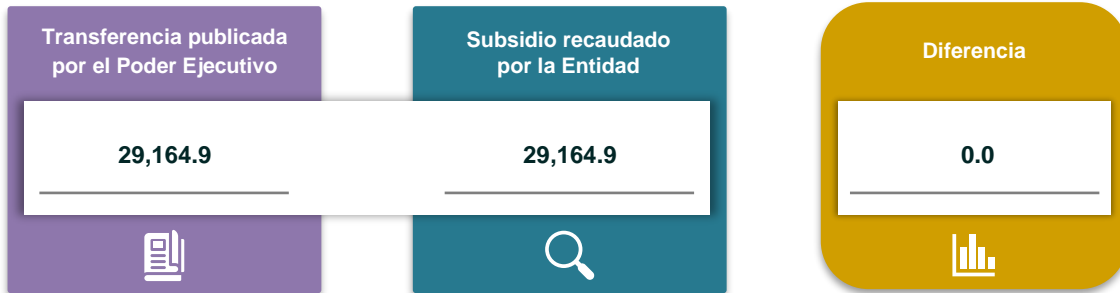 Transferencia publicada
por el Poder Ejecutivo
29,164.9
Subsidio recaudado
por la Entidad
29,164.9
Diferencia
0.0